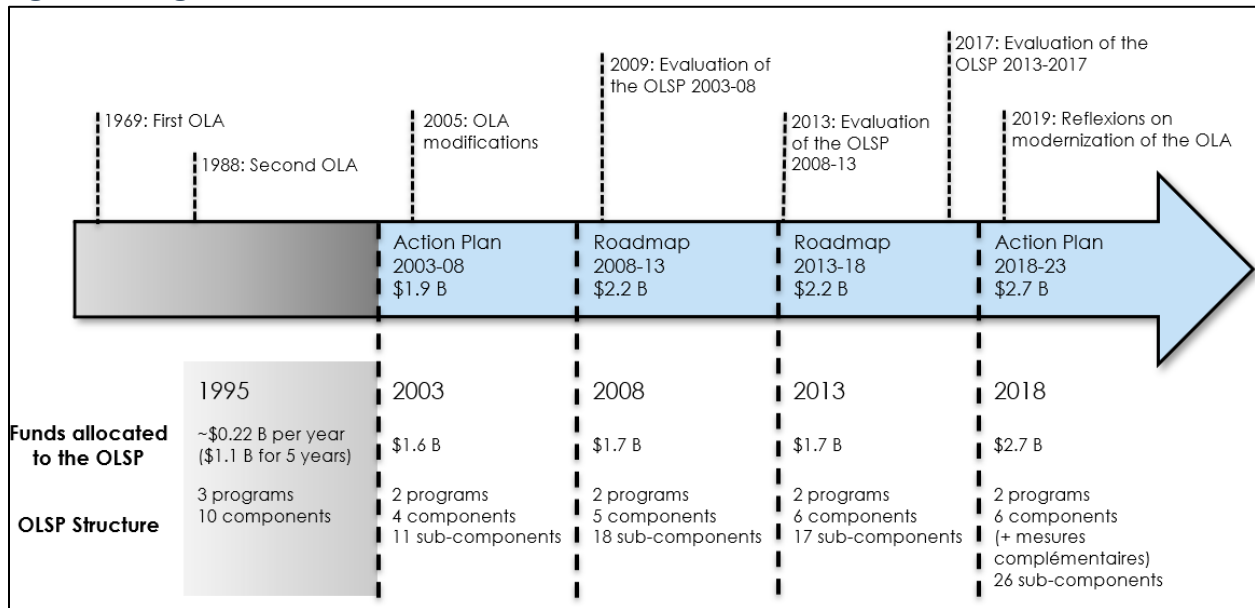 2017: Evaluation of the
OLSP 2013-2017
2009: Evaluation of
the OLSP 2003-08
1969: First OLA
2005: OLA
modifications
2013: Evaluation
of the OLSP
2008-13
2019: Reflexions on
modernization of the OLA
1988: Second OLA
Action Plan
2003-08
$1.9 B
Roadmap
2008-13
$2.2 B
Roadmap
2013-18
$2.2 B
Action Plan
2018-23
$2.7 B
1995
2003
2008
2013
2018
Funds allocated
to the OLSP
~$0.22 B per year
($1.1 B for 5 years)
$1.6 B
$1.7 B
$1.7 B
$2.7 B
OLSP Structure
3 programs
10 components
2 programs
4 components
11 sub-components
2 programs
5 components
18 sub-components
2 programs
6 components
17 sub-components
2 programs
6 components
(+ mesures
complémentaires)
26 sub-components